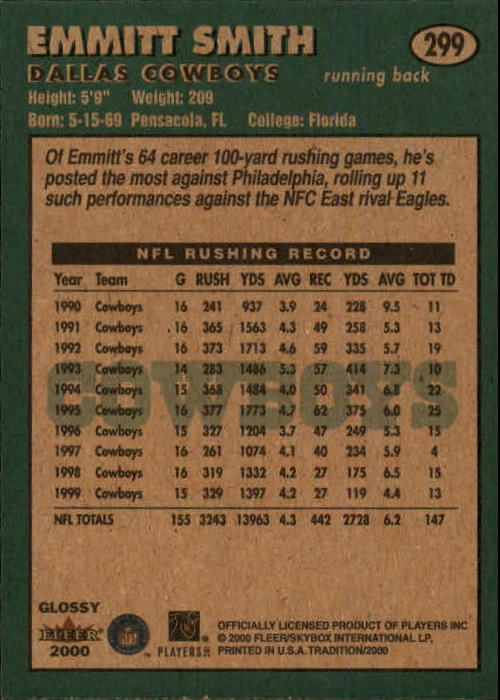 EMMITT SMITH
299
DALLAS COWBOYS
running back
Height: 5'9" Weight: 209
Born: 5-15-69 Pensacola, FL College: Florida
Of Emmitt's 64 career 100-yard rushing games, he's
posted the most against Philadelphia, rolling up 11
such performances against the NFC East rival Eagles.
NFL RUSHING RECORD
Year Team G RUSH YDS AVG REC YDS AVG TOT TD
1990 Cowboys 16 241 937 3.9 24 228 9.5 11
1991 Cowboys 16 365 1563 4.3 49 258 5.3 13
1992 Cowboys 16 373 1713 4.6 59 335 5.7 19
1993 Cowboys 14 283 1486 5.3 57 414 7.3 10
1994 Cowboys 15 368 1484 4.0 50 341 6.8 22
1995 Cowboys 16 377 1773 4.7 62 375 6.0 25
1996 Cowboys 15 327 1204 3.7 47 249 5.3 15
1997 Cowboys 16 261 1074 4.1 40 234 5.9 4
1998 Cowboys 16 319 1332 4.2 27 175 6.5 15
1999 Cowboys 15 329 1397 4.2 27 119 4.4 13
NFL TOTALS 155 3243 13963 4.3 442 2728 6.2 147
COWBOYS
GLOSSY
FLEER
2000
NFL
PLAYERS INC
OFFICIALLY LICENSED PRODUCT OF PLAYERS INC
© 2000 FLEER/SKYBOX INTERNATIONAL LP,
PRINTED IN U.S.A. TRADITION/2000